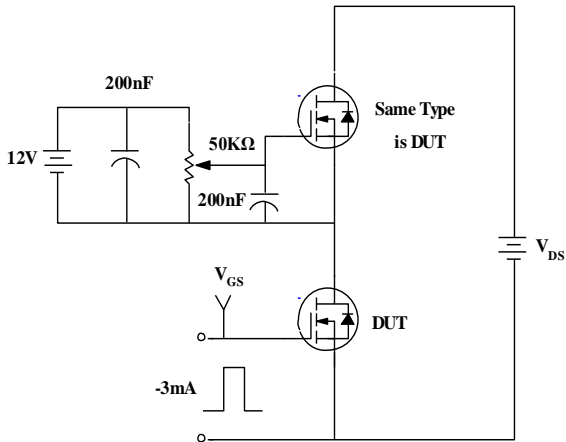 200nF
Same Type
is DUT
50KΩ
12V
200nF
V_DS
V_GS
DUT
-3mA